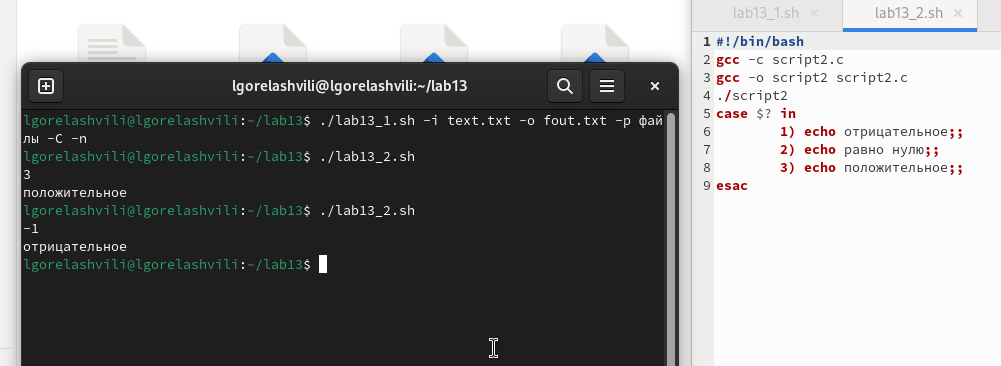 lgorelashvili@lgorelashvili:~/lab13
lgorelashvili@lgorelashvili:~/lab13$ ./lab13_1.sh -i text.txt -o fout.txt -p фай
лы -C -n
lgorelashvili@lgorelashvili:~/lab13$ ./lab13_2.sh
3
положительное
lgorelashvili@lgorelashvili:~/lab13$ ./lab13_2.sh
-1
отрицательное
lgorelashvili@lgorelashvili:~/lab13$
lab13_1.sh
lab13_2.sh
1 #!/bin/bash
2 gcc -c script2.c
3 gcc -o script2 script2.c
4 ./script2
5 case $? in
6 1) echo отрицательное;;
7 2) echo равно нулю;;
8 3) echo положительное;;
9 esac